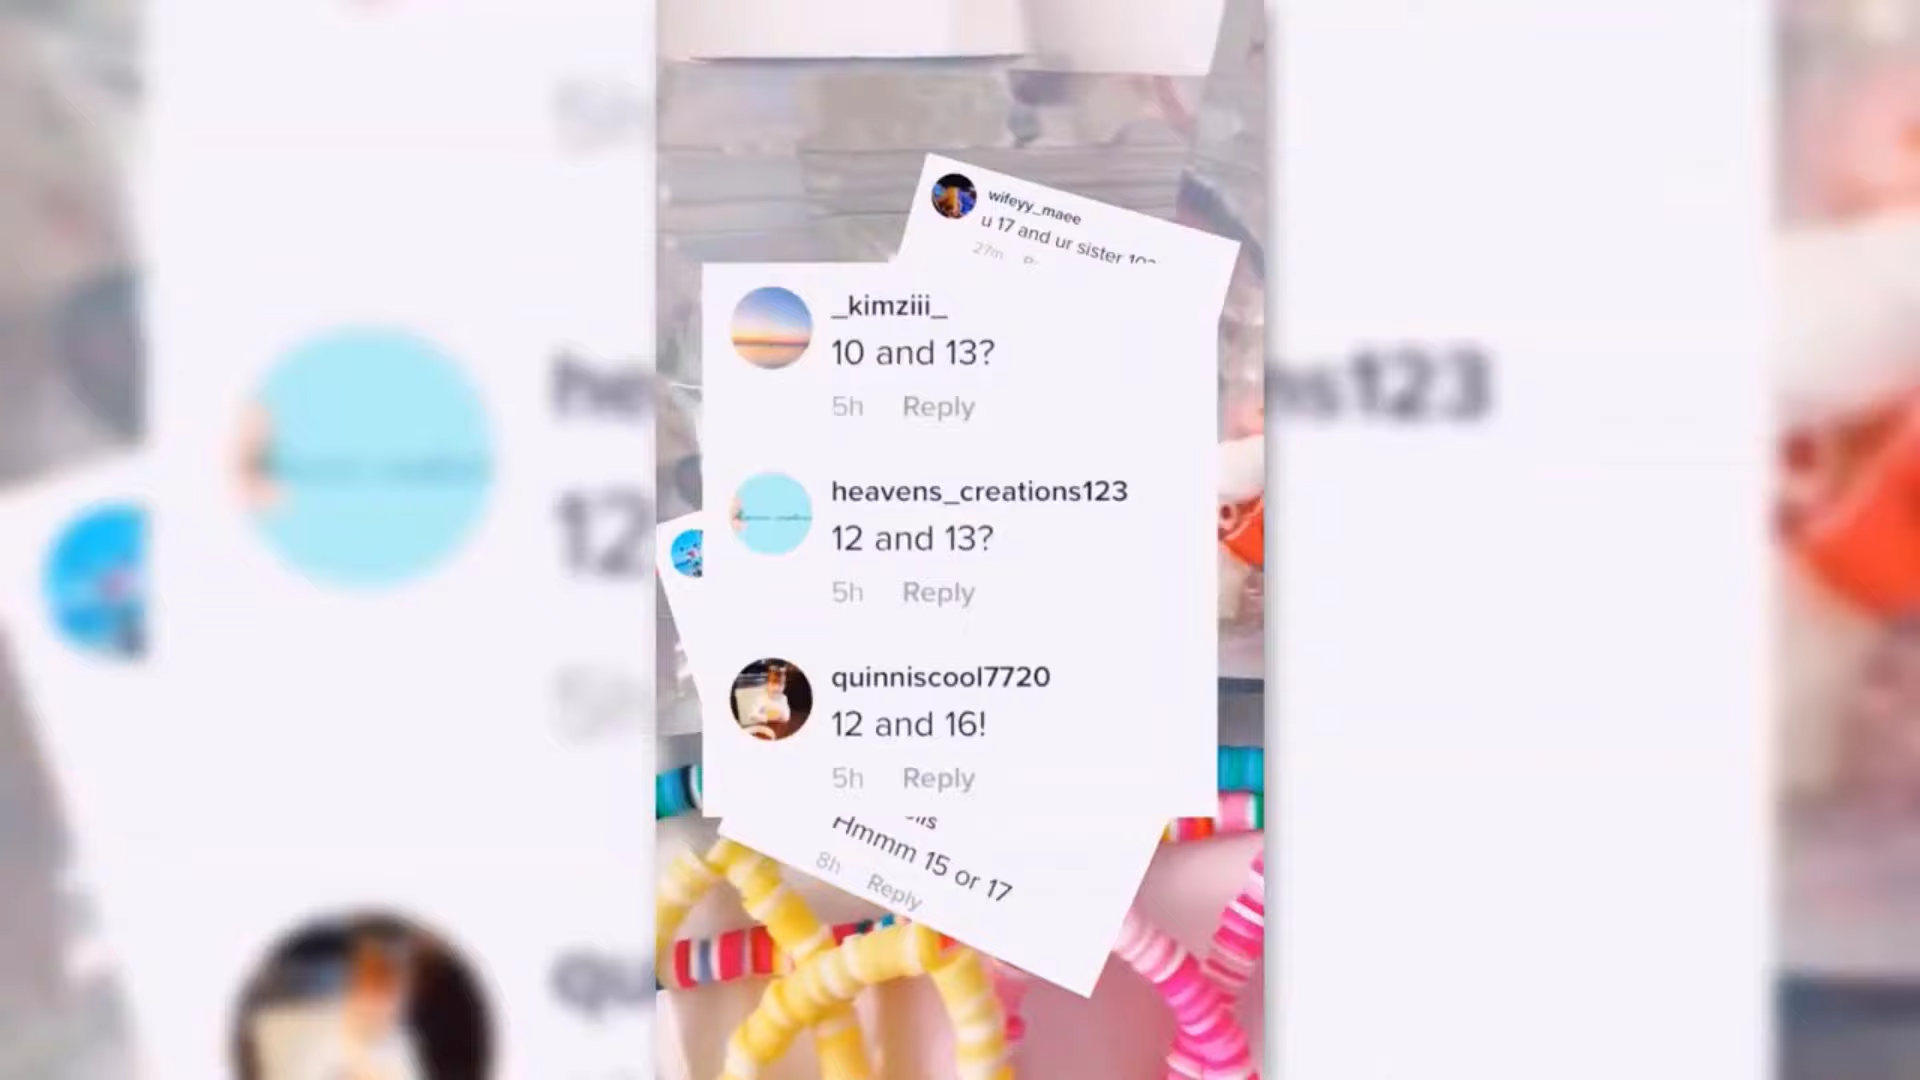 wifeyy_maee
u 17 and ur sister
27m
_kimziii_
10 and 13?
5h Reply
heavens_creations123
12 and 13?
5h Reply
quinniscool7720
12 and 16!
5h Reply
Hmmm 15 or 17
8h Reply